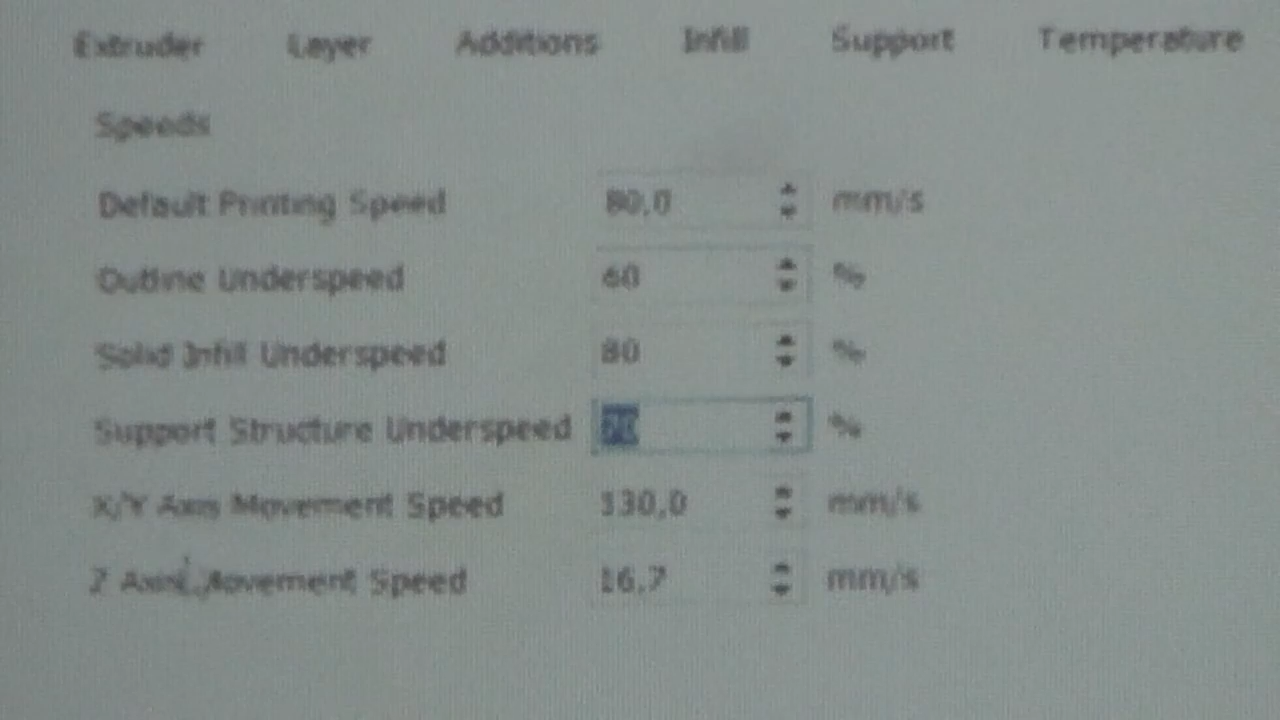 Extruder Layer Additions Infill Support Temperature
Speeds
Default Printing Speed 80,0 mm/s
Outline Underspeed 60 %
Solid Infill Underspeed 80 %
Support Structure Underspeed %
X/Y Axis Movement Speed 130,0 mm/s
Z Axis Movement Speed 16,7 mm/s